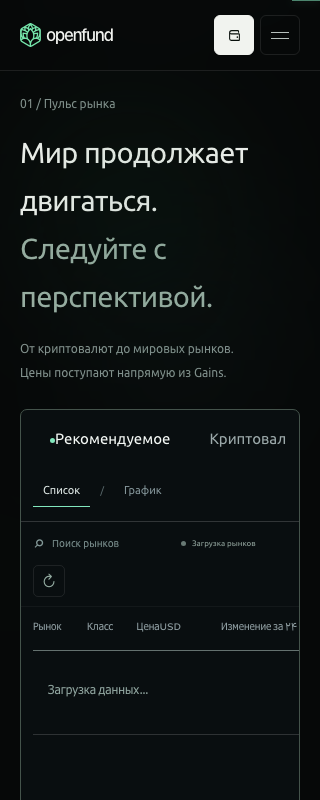 openfund
01 / Пульс рынка
Мир продолжает
двигаться.
Следуйте с
перспективой.
От криптовалют до мировых рынков.
Цены поступают напрямую из Gains.
Рекомендуемое Криптовал
Список / График
Поиск рынков Загрузка рынков
Рынок Класс ЦенаUSD Изменение за ۲۴
Загрузка данных...